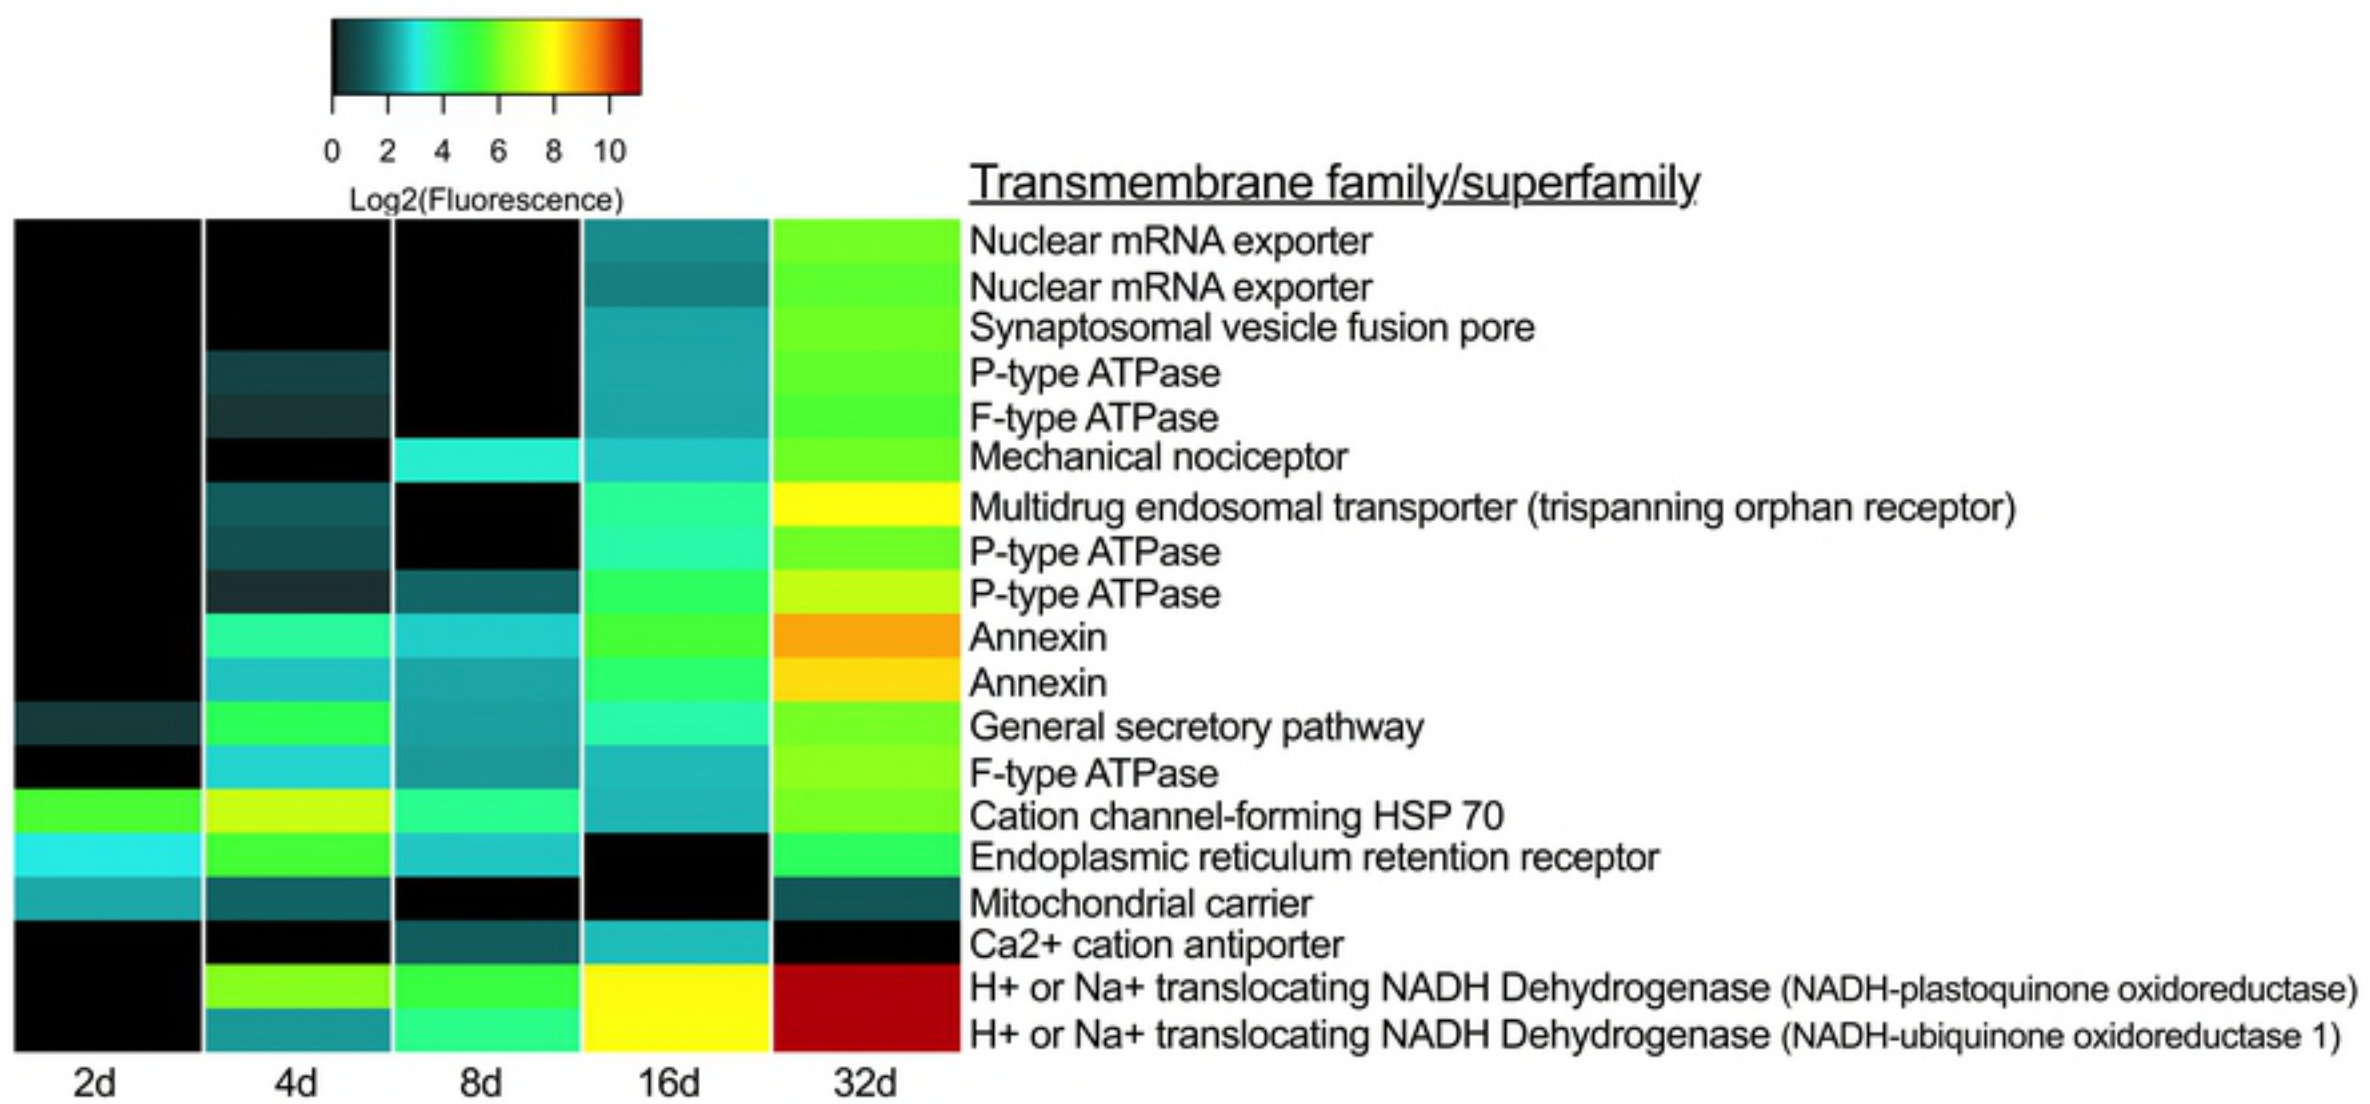 0 2 4 6 8 10
Log2(Fluorescence)
Transmembrane family/superfamily
Nuclear mRNA exporter
Nuclear mRNA exporter
Synaptosomal vesicle fusion pore
P-type ATPase
F-type ATPase
Mechanical nociceptor
Multidrug endosomal transporter (trispanning orphan receptor)
P-type ATPase
P-type ATPase
Annexin
Annexin
General secretory pathway
F-type ATPase
Cation channel-forming HSP 70
Endoplasmic reticulum retention receptor
Mitochondrial carrier
Ca2+ cation antiporter
H+ or Na+ translocating NADH Dehydrogenase (NADH-plastoquinone oxidoreductase)
H+ or Na+ translocating NADH Dehydrogenase (NADH-ubiquinone oxidoreductase 1)
2d 4d 8d 16d 32d